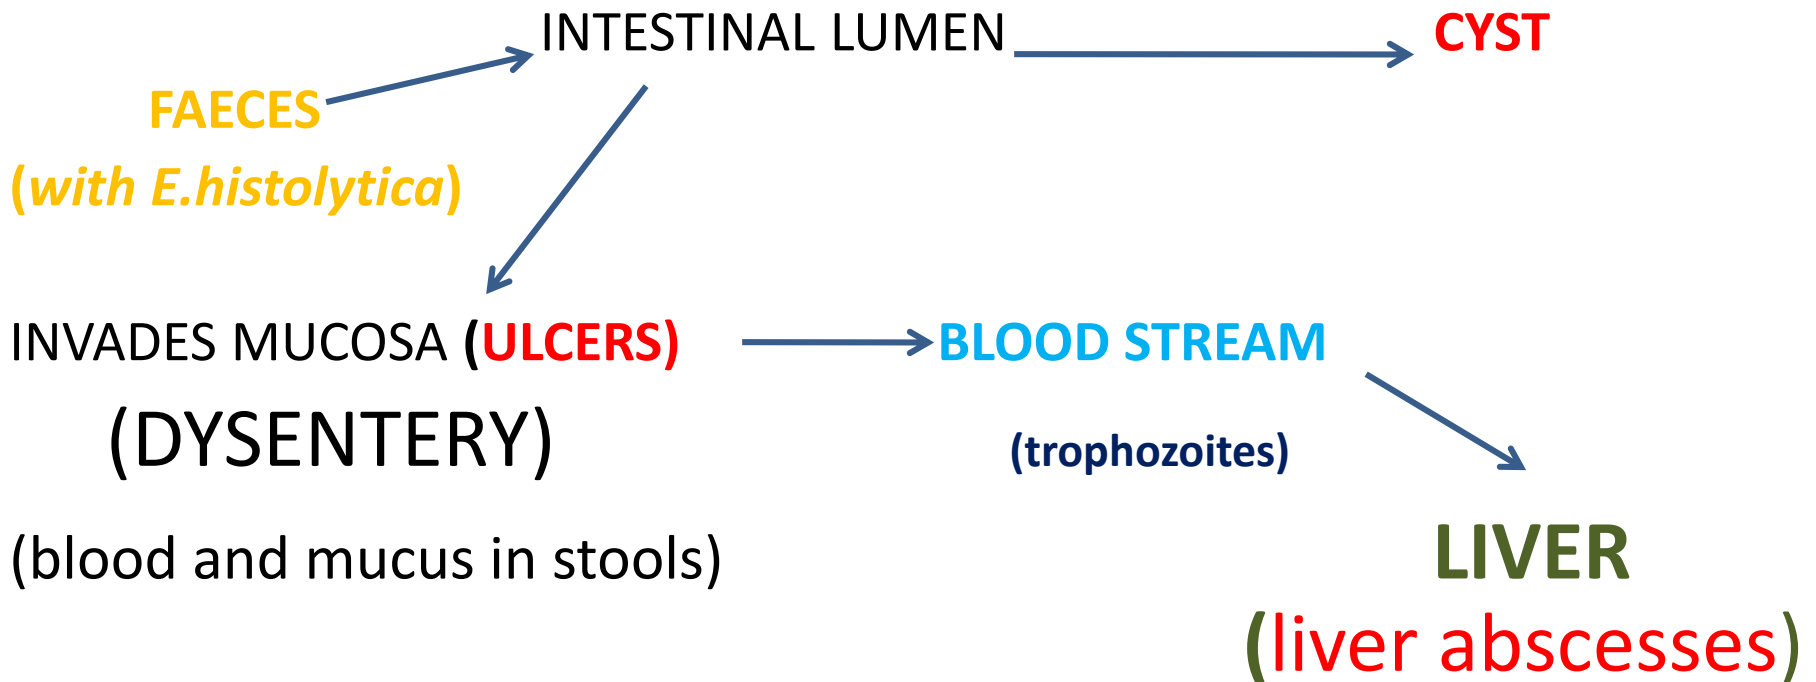 INTESTINAL LUMEN
CYST
FAECES
(with E.histolytica)
INVADES MUCOSA (ULCERS)
BLOOD STREAM
(DYSENTERY)
(trophozoites)
(blood and mucus in stools)
LIVER
(liver abscesses)